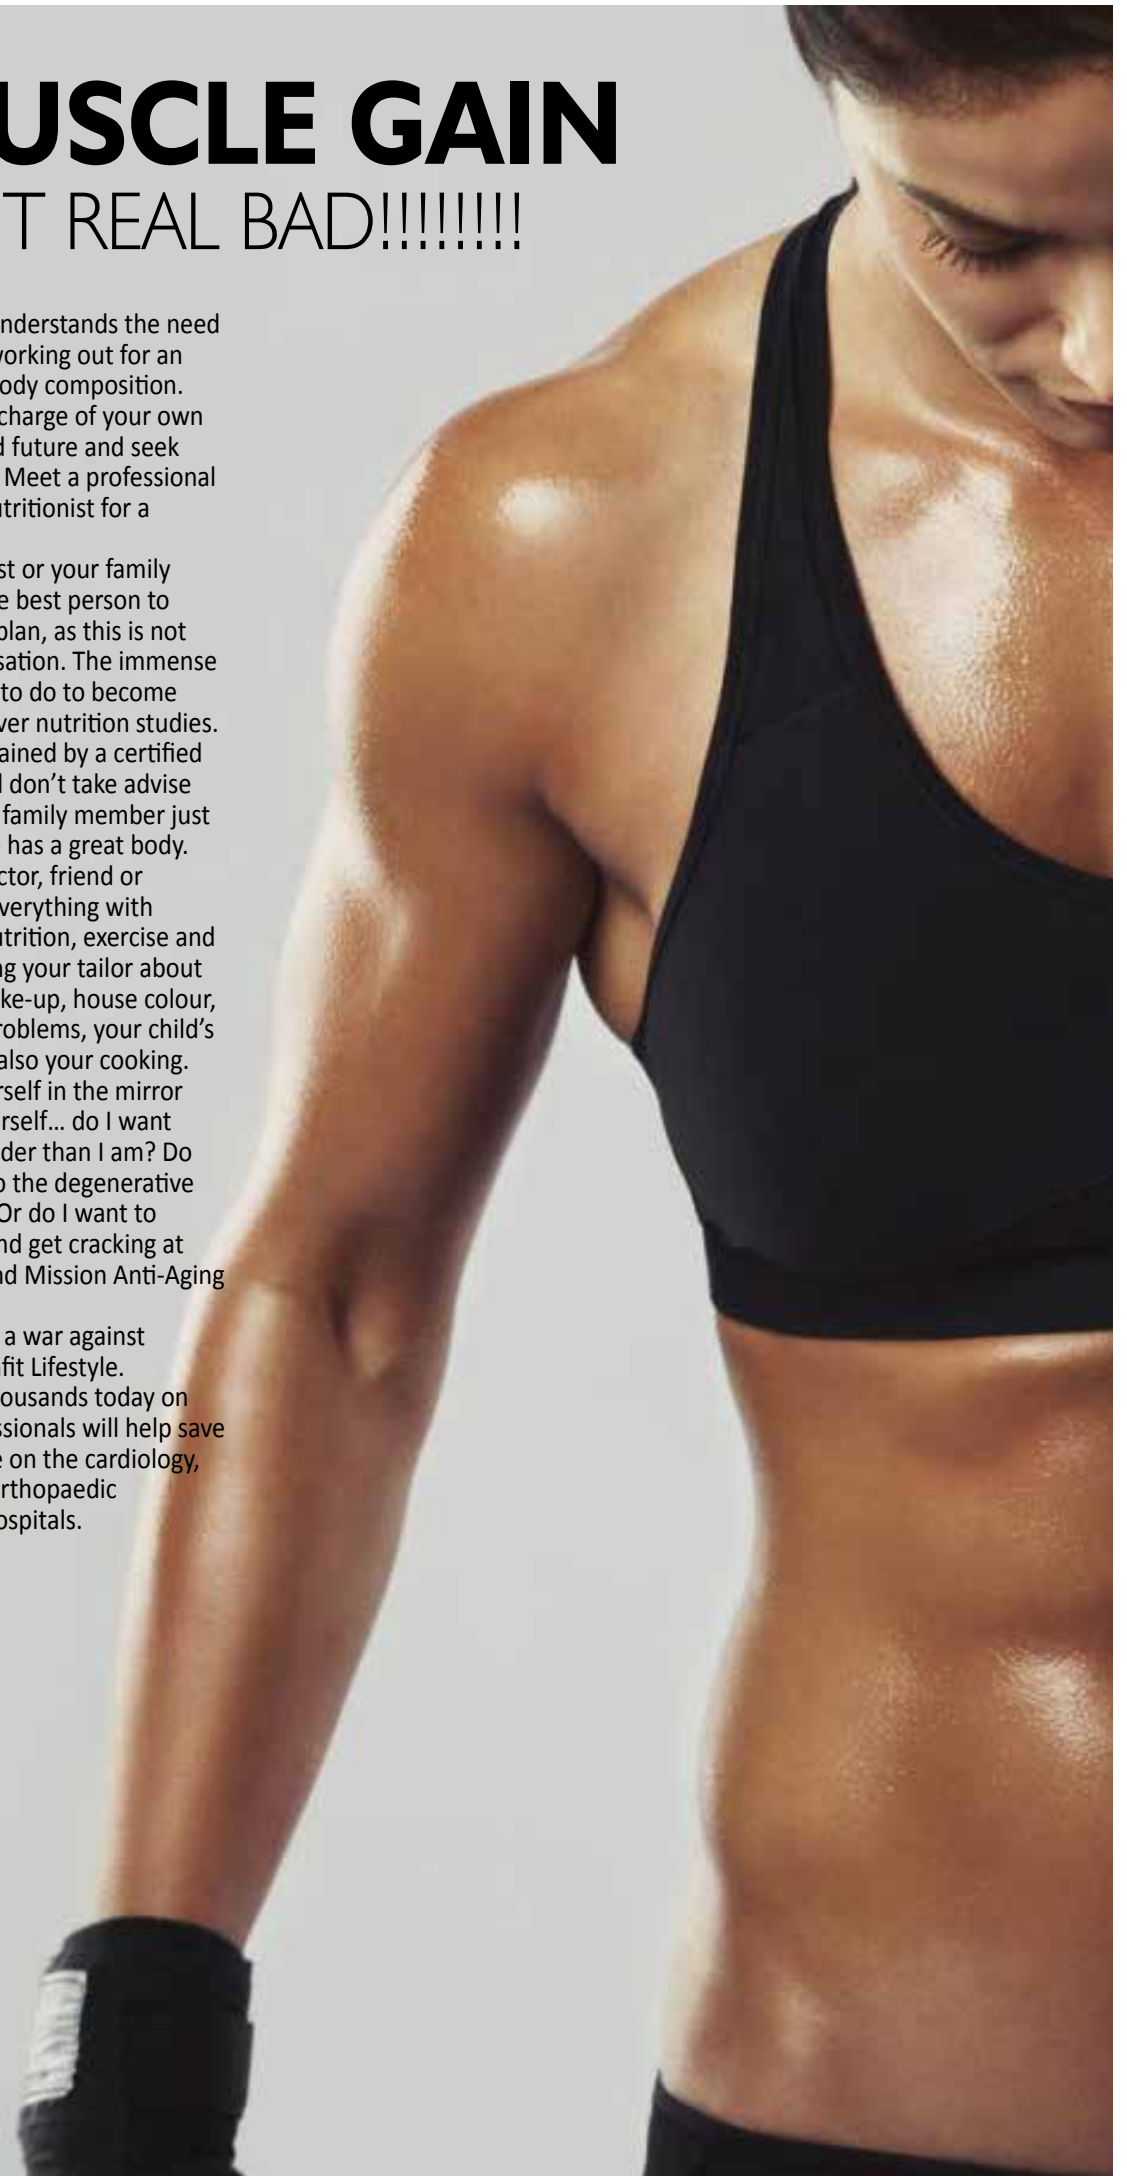 USCLE GAIN
T REAL BAD!!!!!!!!
nderstands the need
vorking out for an
ody composition.
charge of your own
d future and seek
Meet a professional
utritionist for a
st or your family
e best person to
plan, as this is not
sation. The immense
to do to become
ver nutrition studies.
ained by a certified
l don't take advise
family member just
has a great body.
ctor, friend or
verything with
utrition, exercise and
ng your tailor about
ke-up, house colour,
roblems, your child's
also your cooking.
rself in the mirror
rself... do I want
der than I am? Do
o the degenerative
Or do I want to
nd get cracking at
nd Mission Anti-Aging
a war against
fit Lifestyle.
ousands today on
ssionals will help save
e on the cardiology,
rthopaedic
ospitals.